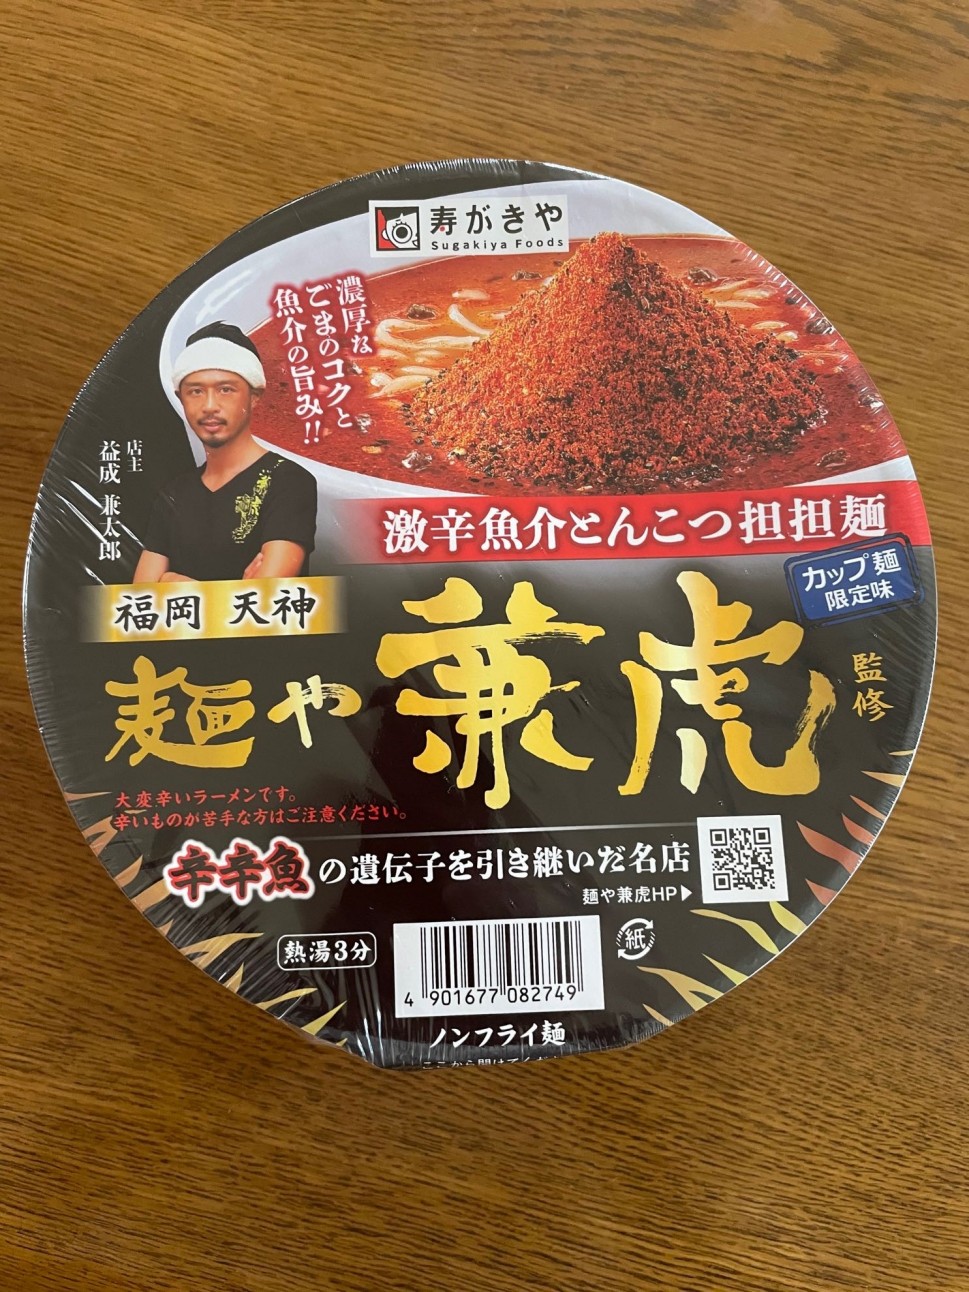 寿がきや
Sugakiya Foods
濃厚な
ごまのコクと
魚介の旨み!!
店主
益成 兼太郎
激辛魚介とんこつ担担麺
カップ麺
限定味
福岡 天神
麺や 兼虎
監修
大変辛いラーメンです。
辛いものが苦手な方はご注意ください。
辛辛魚の遺伝子を引き継いだ名店
麺や兼虎HP▶
熱湯3分
紙
4 901677 082749
ノンフライ麺